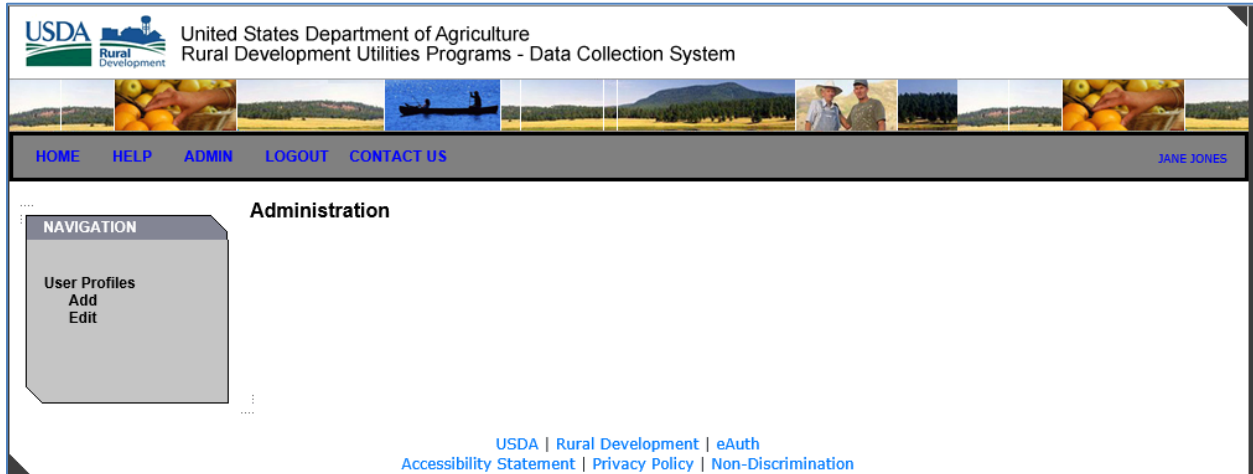 USDA
Rural
Development
United States Department of Agriculture
Rural Development Utilities Programs - Data Collection System
HOME HELP ADMIN LOGOUT CONTACT US JANE JONES
NAVIGATION
User Profiles
Add
Edit
Administration
USDA | Rural Development | eAuth
Accessibility Statement | Privacy Policy | Non-Discrimination